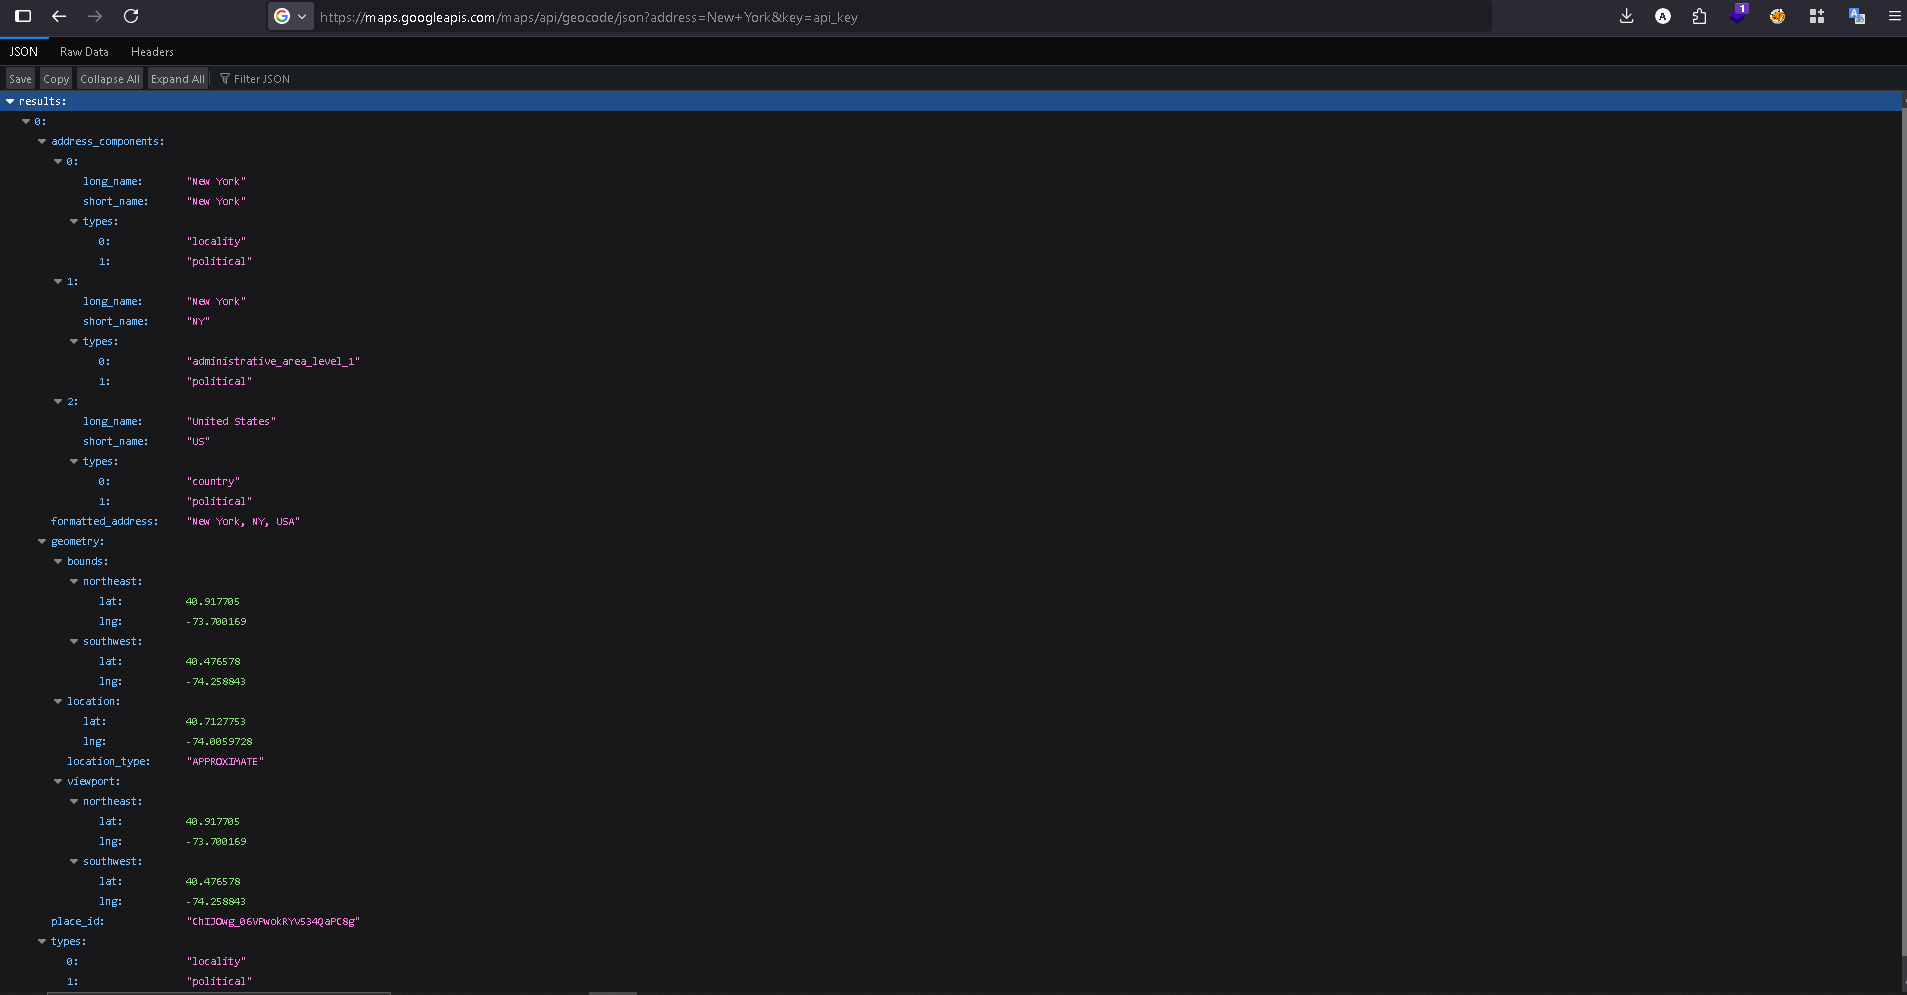 https://maps.googleapis.com/maps/api/geocode/json?address=New+York&key=api_key
1
JSON Raw Data Headers
Save Copy Collapse All Expand All Filter JSON
results:
0:
address_components:
0:
long_name: "New York"
short_name: "New York"
types:
0: "locality"
1: "political"
1:
long_name: "New York"
short_name: "NY"
types:
0: "administrative_area_level_1"
1: "political"
2:
long_name: "United States"
short_name: "US"
types:
0: "country"
1: "political"
formatted_address: "New York, NY, USA"
geometry:
bounds:
northeast:
lat: 40.917705
lng: -73.700169
southwest:
lat: 40.476578
lng: -74.258843
location:
lat: 40.7127753
lng: -74.0059728
location_type: "APPROXIMATE"
viewport:
northeast:
lat: 40.917705
lng: -73.700169
southwest:
lat: 40.476578
lng: -74.258843
place_id: "ChIJOwg_06VPwokRYv534QaPC8g"
types:
0: "locality"
1: "political"